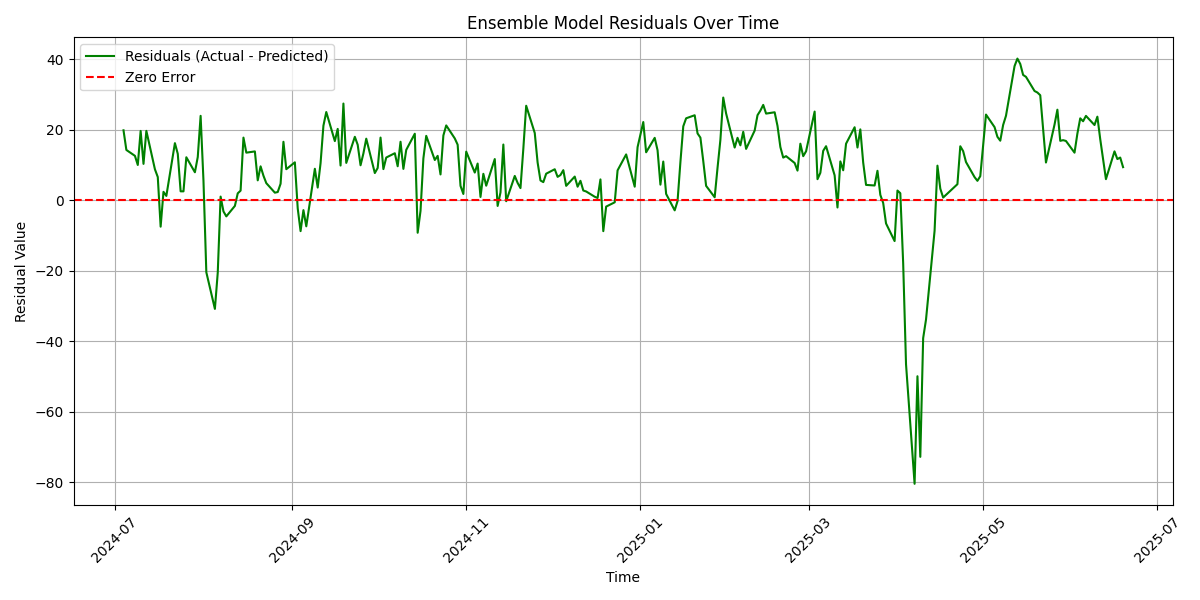 Ensemble Model Residuals Over Time
Residuals (Actual - Predicted)
Zero Error
Residual Value
40
20
0
−20
−40
−60
−80
2024-07
2024-09
2024-11
2025-01
2025-03
2025-05
2025-07
Time